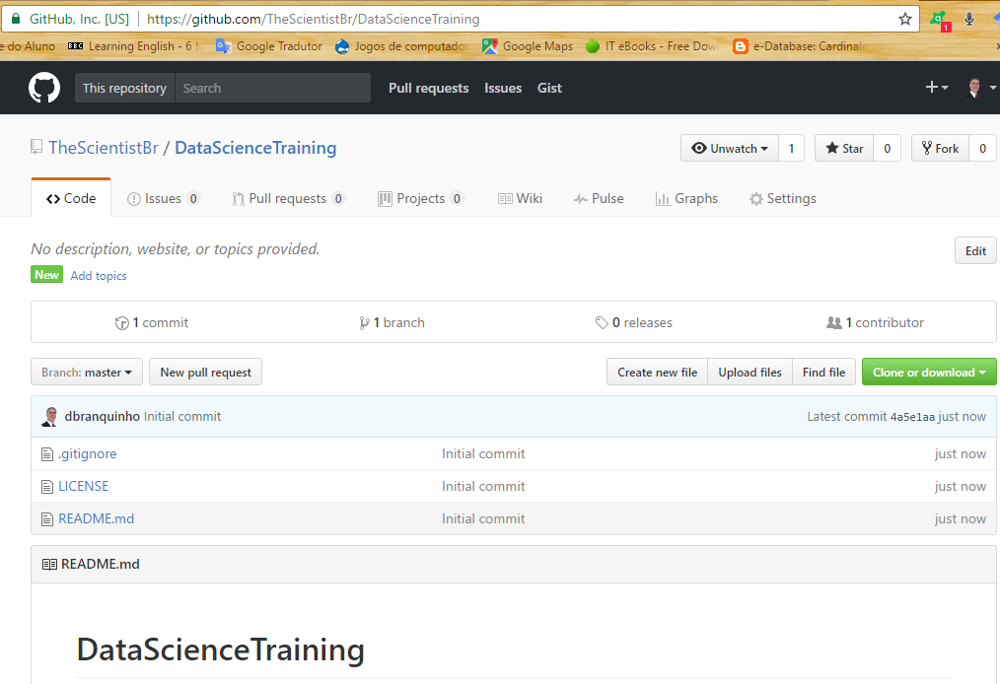 GitHub, Inc. [US] https://github.com/TheScientistBr/DataScienceTraining
1
e do Aluno BBC Learning English - 6 Google Tradutor Jogos de computador Google Maps IT eBooks - Free Dow e-Database: Cardinali
This repository Search Pull requests Issues Gist
TheScientistBr / DataScienceTraining Unwatch 1 Star 0 Fork 0
Code Issues 0 Pull requests 0 Projects 0 Wiki Pulse Graphs Settings
No description, website, or topics provided. Edit
New Add topics
1 commit 1 branch 0 releases 1 contributor
Branch: master New pull request Create new file Upload files Find file Clone or download
dbranquinho Initial commit Latest commit 4a5e1aa just now
.gitignore Initial commit just now
LICENSE Initial commit just now
README.md Initial commit just now
README.md
DataScienceTraining